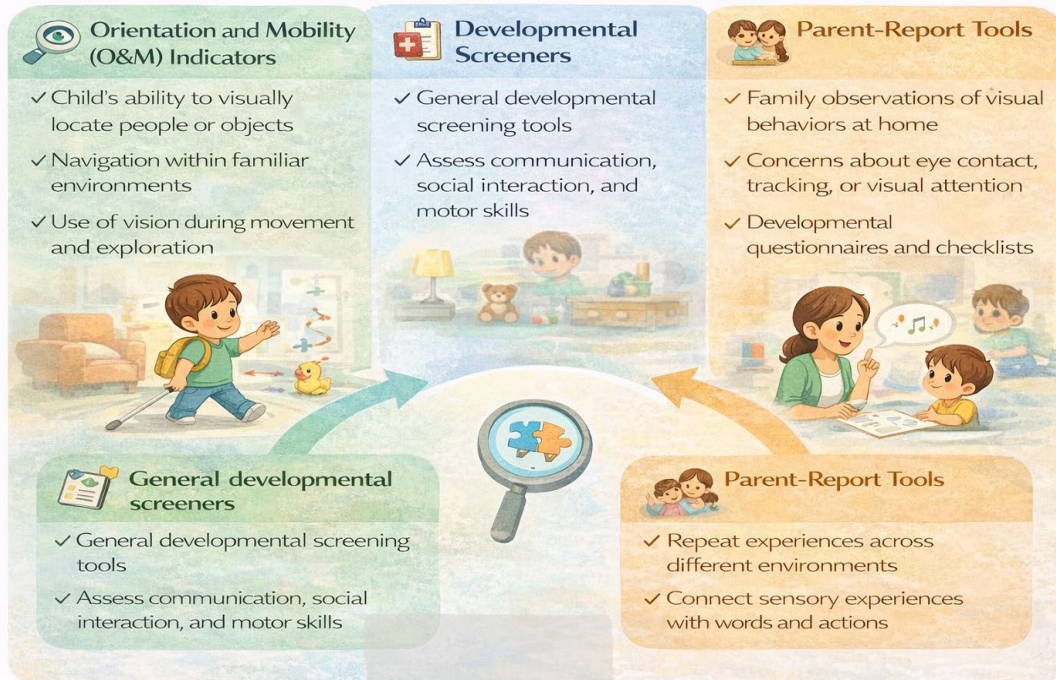 Orientation and Mobility
(O&M) Indicators
✓ Child's ability to visually
locate people or objects
✓ Navigation within familiar
environments
✓ Use of vision during movement
and exploration
Developmental
Screeners
✓ General developmental
screening tools
✓ Assess communication,
social interaction, and
motor skills
Parent-Report Tools
✓ Family observations of visual
behaviors at home
✓ Concerns about eye contact,
tracking, or visual attention
✓ Developmental
questionnaires and checklists
General developmental
screeners
✓ General developmental screening
tools
✓ Assess communication, social
interaction, and motor skills
Parent-Report Tools
✓ Repeat experiences across
different environments
✓ Connect sensory experiences
with words and actions